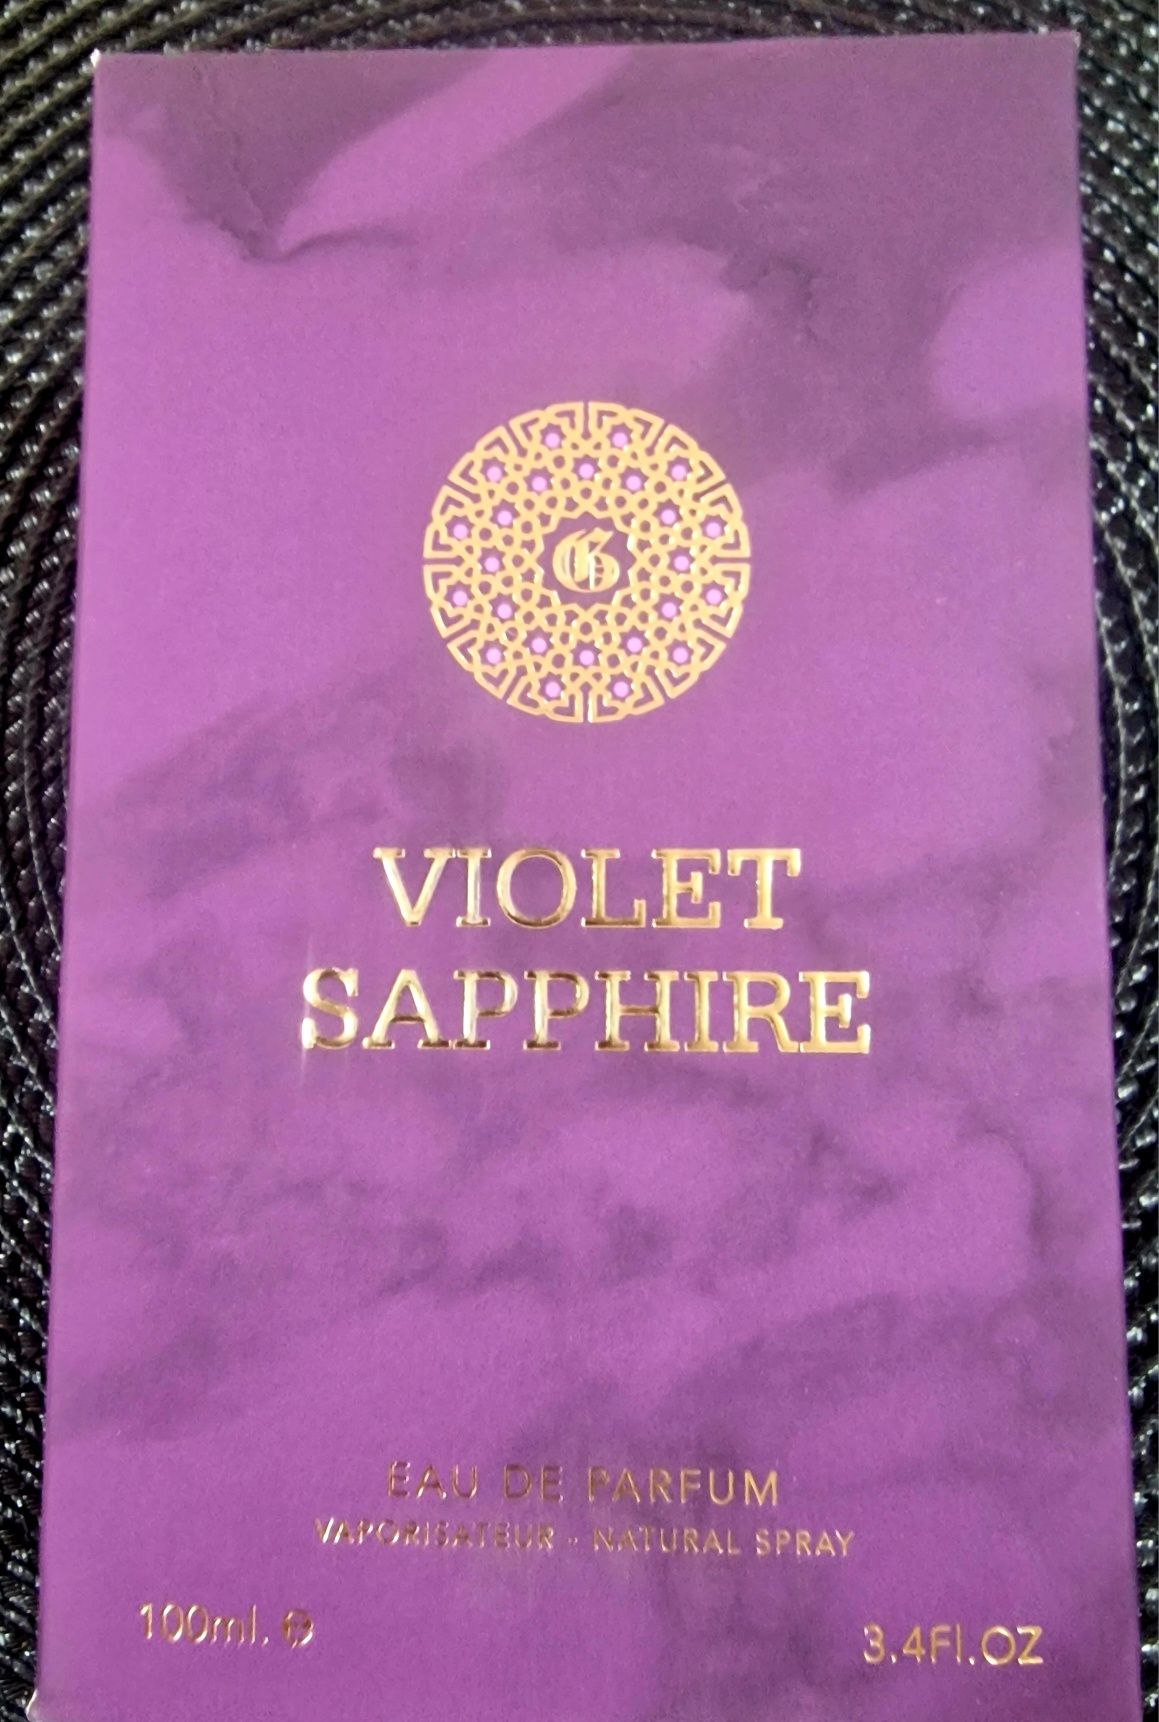 G
VIOLET
SAPPHIRE
EAU DE PARFUM
VAPORISATEUR - NATURAL SPRAY
100ml. ℮
3.4Fl.OZ